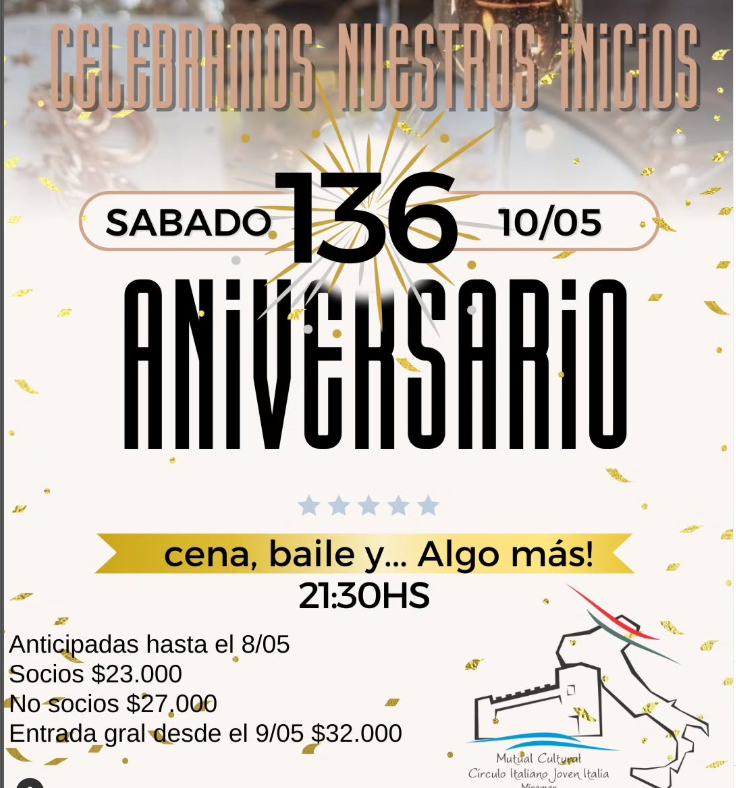 CELEBRAMOS NUESTROS iNiCiOS
SABADO 136 10/05
ANiVERSARiO
cena, baile y... Algo más!
21:30HS
Anticipadas hasta el 8/05
Socios $23.000
No socios $27.000
Entrada gral desde el 9/05 $32.000
Mutual Cultural
Círculo Italiano Joven Italia
Miramar